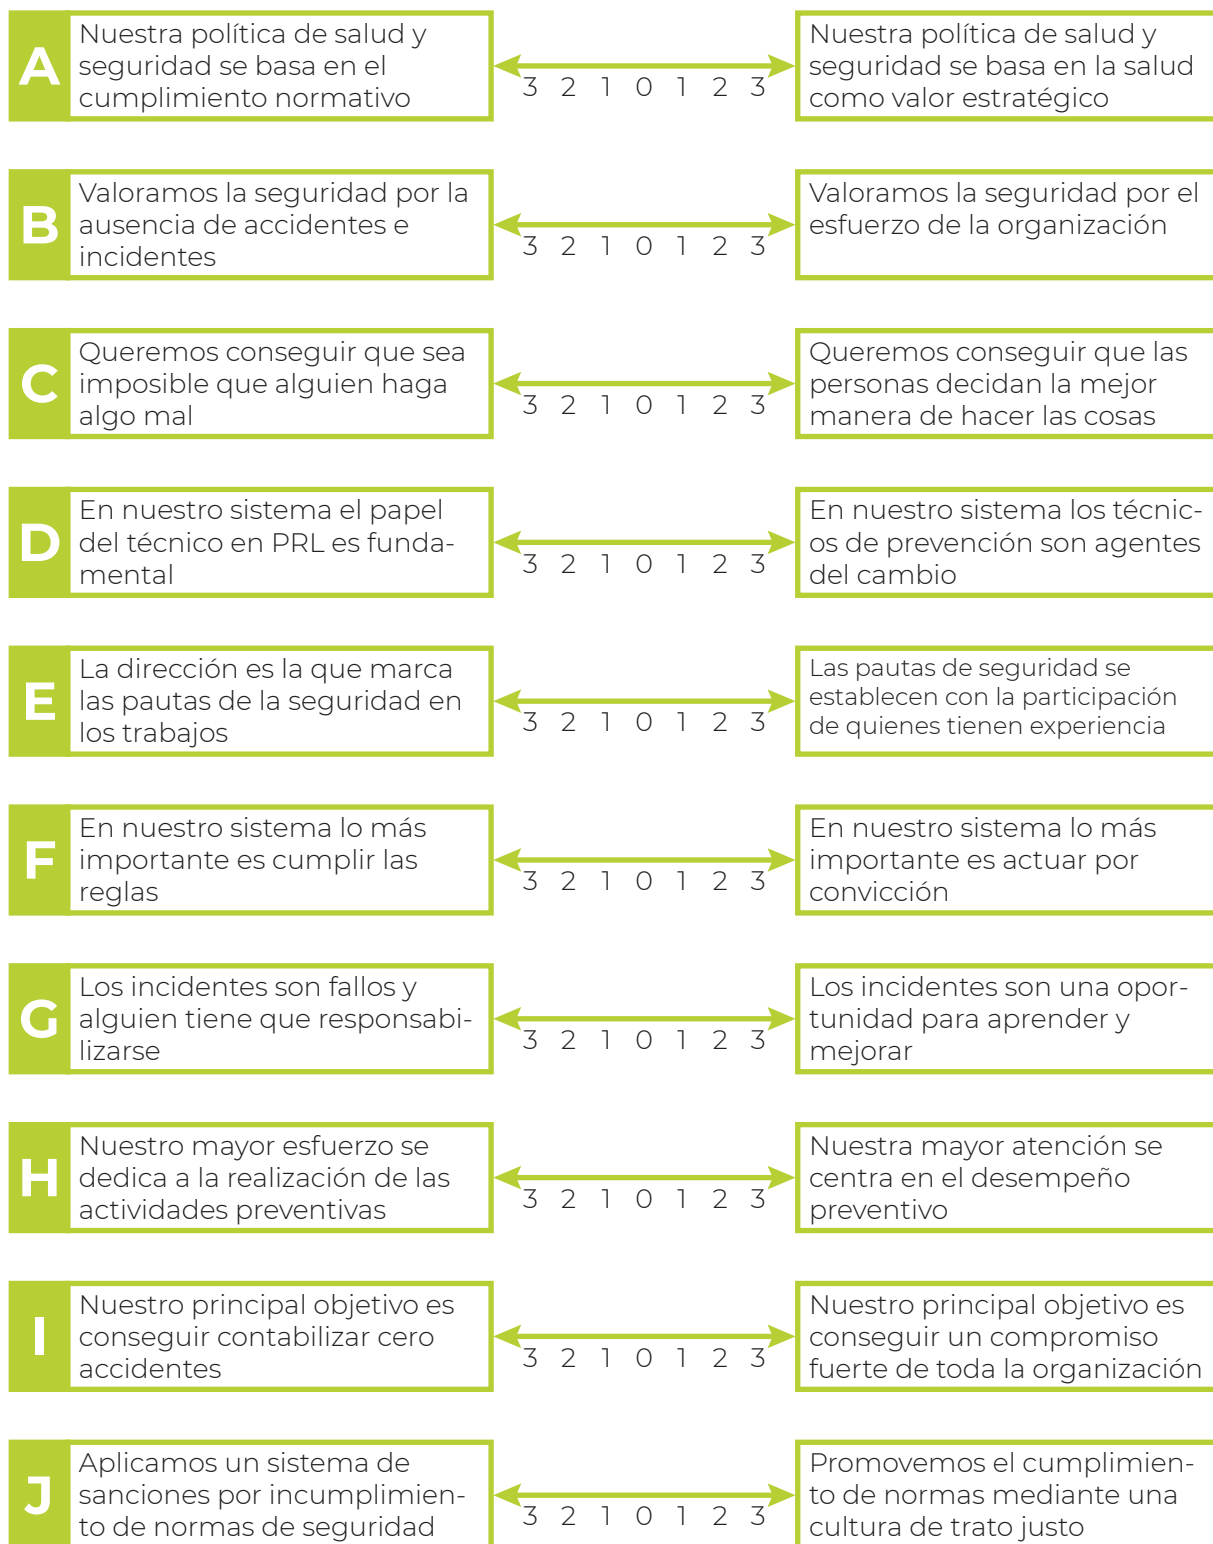 A
Nuestra política de salud y
seguridad se basa en el
cumplimiento normativo
3 2 1 0 1 2 3
Nuestra política de salud y
seguridad se basa en la salud
como valor estratégico
B
Valoramos la seguridad por la
ausencia de accidentes e
incidentes
3 2 1 0 1 2 3
Valoramos la seguridad por el
esfuerzo de la organización
C
Queremos conseguir que sea
imposible que alguien haga
algo mal
3 2 1 0 1 2 3
Queremos conseguir que las
personas decidan la mejor
manera de hacer las cosas
D
En nuestro sistema el papel
del técnico en PRL es funda-
mental
3 2 1 0 1 2 3
En nuestro sistema los técnic-
os de prevención son agentes
del cambio
E
La dirección es la que marca
las pautas de la seguridad en
los trabajos
3 2 1 0 1 2 3
Las pautas de seguridad se
establecen con la participación
de quienes tienen experiencia
F
En nuestro sistema lo más
importante es cumplir las
reglas
3 2 1 0 1 2 3
En nuestro sistema lo más
importante es actuar por
convicción
G
Los incidentes son fallos y
alguien tiene que responsabi-
lizarse
3 2 1 0 1 2 3
Los incidentes son una opor-
tunidad para aprender y
mejorar
H
Nuestro mayor esfuerzo se
dedica a la realización de las
actividades preventivas
3 2 1 0 1 2 3
Nuestra mayor atención se
centra en el desempeño
preventivo
I
Nuestro principal objetivo es
conseguir contabilizar cero
accidentes
3 2 1 0 1 2 3
Nuestro principal objetivo es
conseguir un compromiso
fuerte de toda la organización
J
Aplicamos un sistema de
sanciones por incumplimien-
to de normas de seguridad
3 2 1 0 1 2 3
Promovemos el cumplimien-
to de normas mediante una
cultura de trato justo